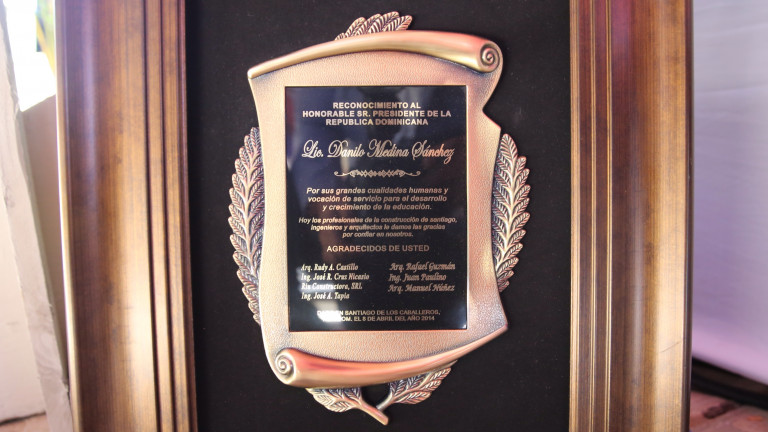 RECONOCIMIENTO AL
HONORABLE SR. PRESIDENTE DE LA
REPUBLICA DOMINICANA
Lic. Danilo Medina Sánchez
Por sus grandes cualidades humanas y
vocación de servicio para el desarrollo
y crecimiento de la educación.
Hoy los profesionales de la construcción de santiago,
ingenieros y arquitectos le damos las gracias
por confiar en nosotros.
AGRADECIDOS DE USTED
Arq. Rudy A. Castillo
Ing. José R. Cruz Nicasio
Rix Constructora, SRL
Ing. José A. Tapia
Arq. Rafael Guzmán
Ing. Juan Paulino
Arq. Manuel Núñez
EN SANTIAGO DE LOS CABALLEROS,
DOM. EL 8 DE ABRIL DEL AÑO 2014